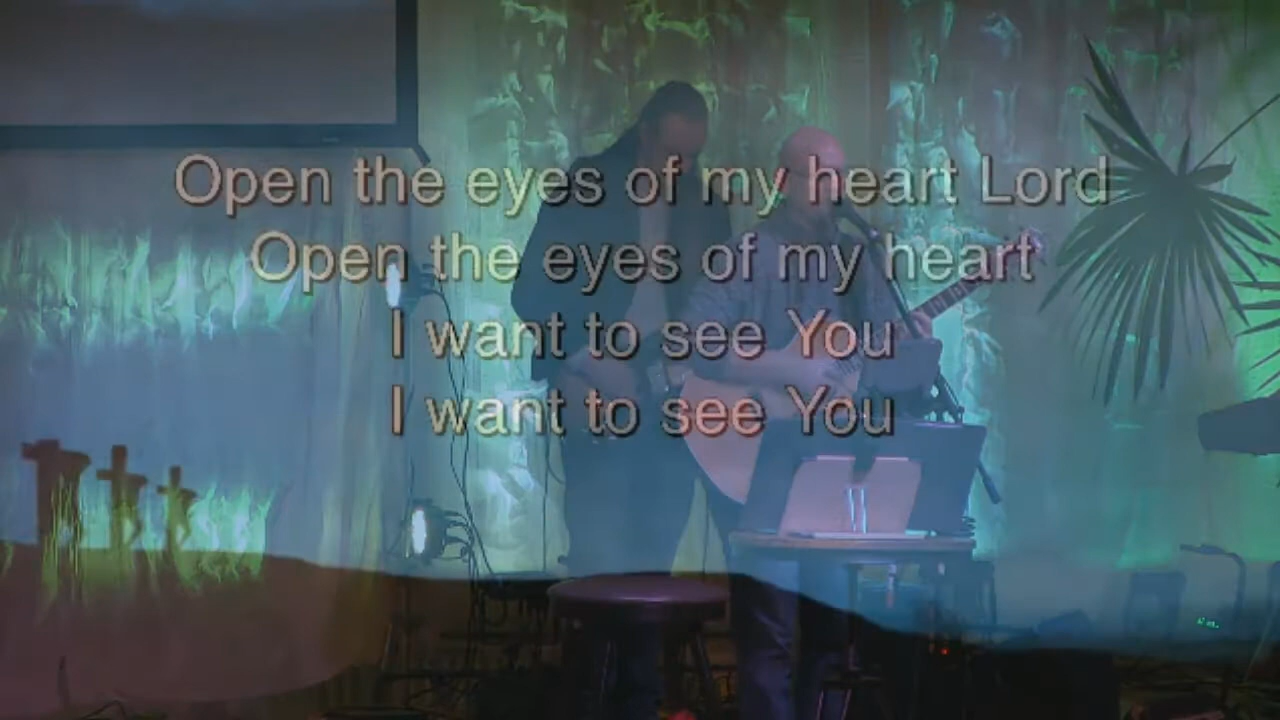 Open the eyes of my heart Lord
Open the eyes of my heart
I want to see You
I want to see You